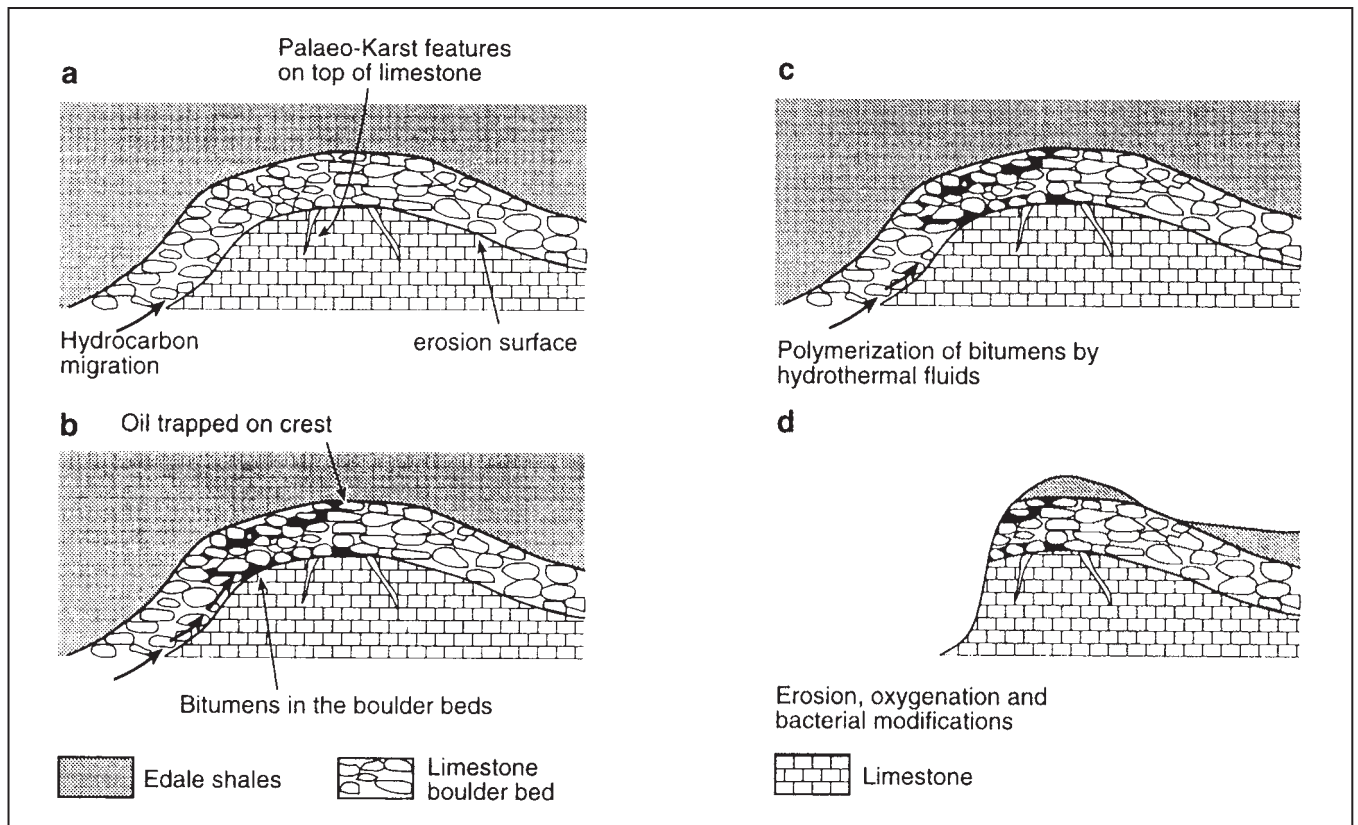 a
Palaeo-Karst features
on top of limestone
Hydrocarbon
migration
erosion surface
b
Oil trapped on crest
Bitumens in the boulder beds
c
Polymerization of bitumens by
hydrothermal fluids
d
Erosion, oxygenation and
bacterial modifications
Edale shales
Limestone
boulder bed
Limestone